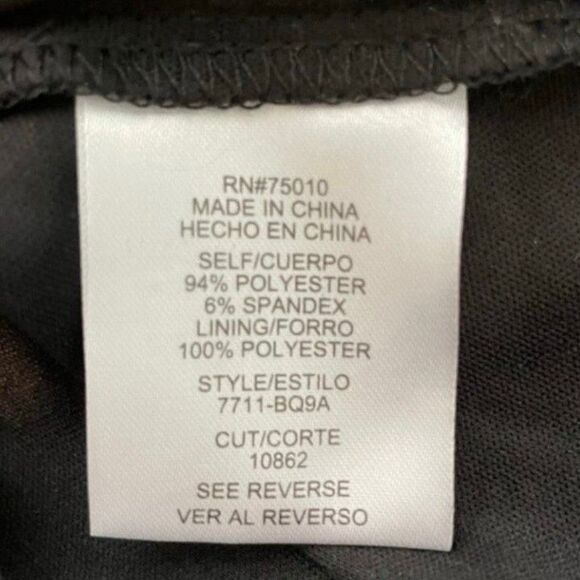 RN#75010
MADE IN CHINA
HECHO EN CHINA
SELF/CUERPO
94% POLYESTER
6% SPANDEX
LINING/FORRO
100% POLYESTER
STYLE/ESTILO
7711-BQ9A
CUT/CORTE
10862
SEE REVERSE
VER AL REVERSO